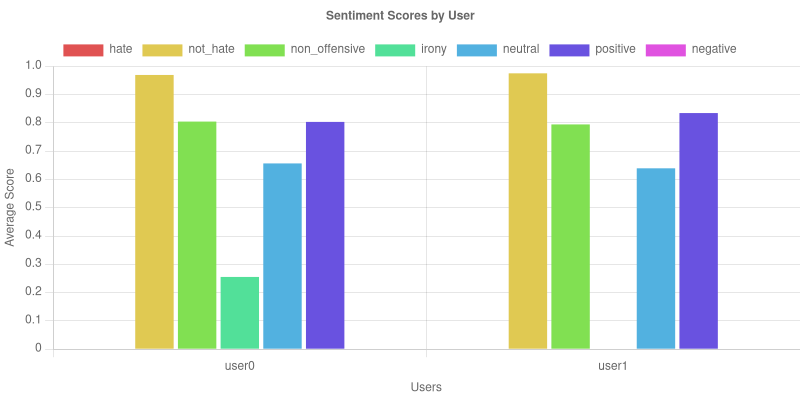 Sentiment Scores by User
hate not_hate non_offensive irony neutral positive negative
1.0
0.9
0.8
0.7
0.6
0.5
0.4
0.3
0.2
0.1
0
Average Score
user0 user1
Users